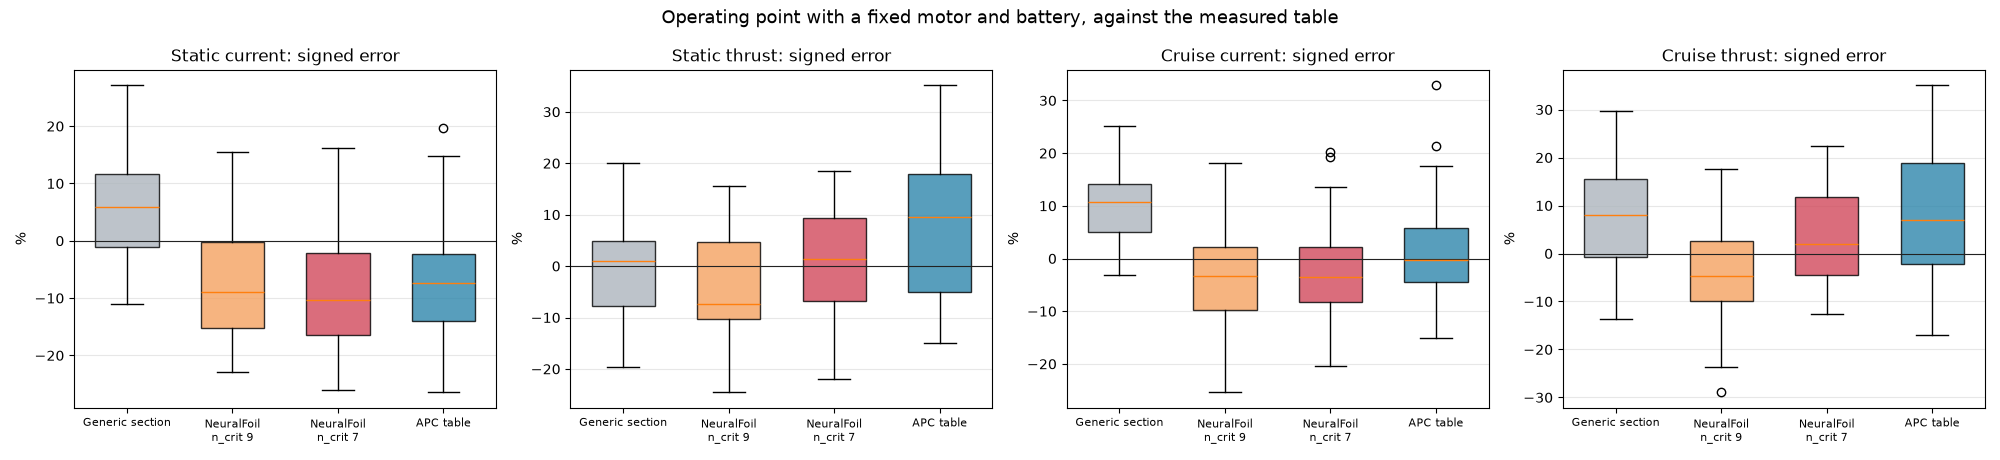 Operating point with a fixed motor and battery, against the measured table
Static current: signed error
%
20
10
0
−10
−20
Generic section
NeuralFoil
n_crit 9
NeuralFoil
n_crit 7
APC table
Static thrust: signed error
%
30
20
10
0
−10
−20
Generic section
NeuralFoil
n_crit 9
NeuralFoil
n_crit 7
APC table
Cruise current: signed error
%
30
20
10
0
−10
−20
Generic section
NeuralFoil
n_crit 9
NeuralFoil
n_crit 7
APC table
Cruise thrust: signed error
%
30
20
10
0
−10
−20
−30
Generic section
NeuralFoil
n_crit 9
NeuralFoil
n_crit 7
APC table